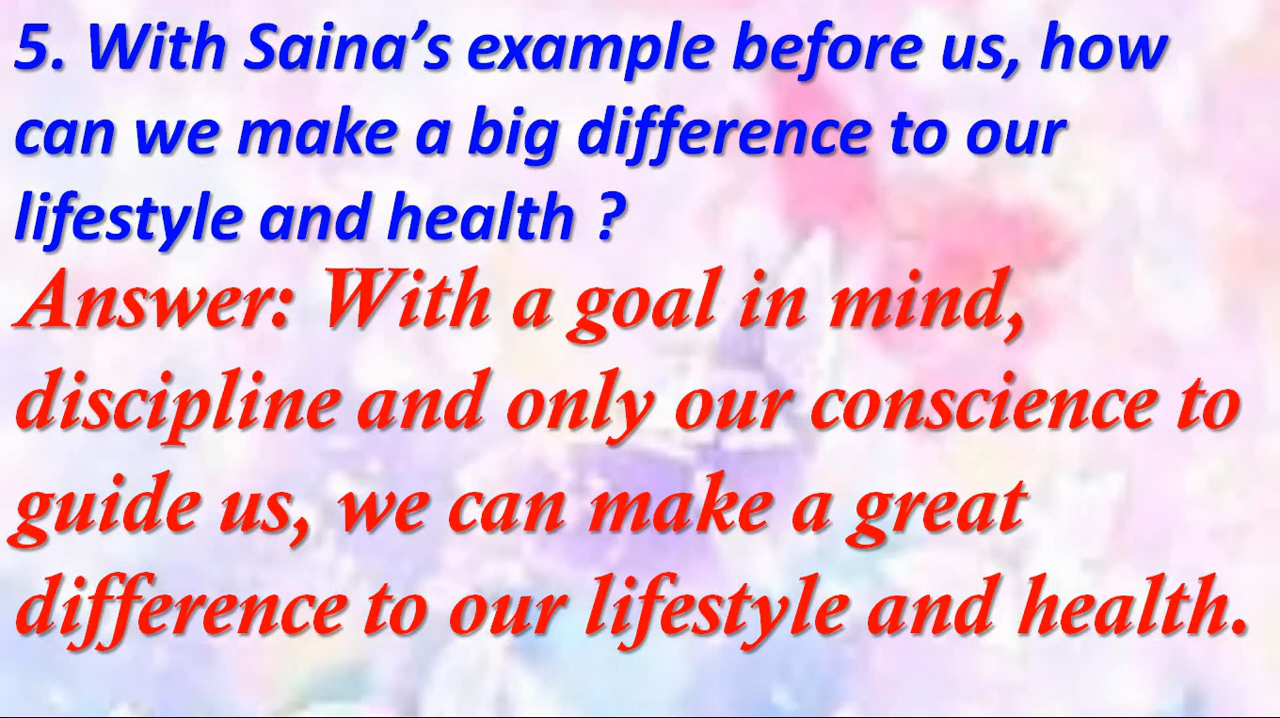 5. With Saina’s example before us, how
can we make a big difference to our
lifestyle and health ?
Answer: With a goal in mind,
discipline and only our conscience to
guide us, we can make a great
difference to our lifestyle and health.